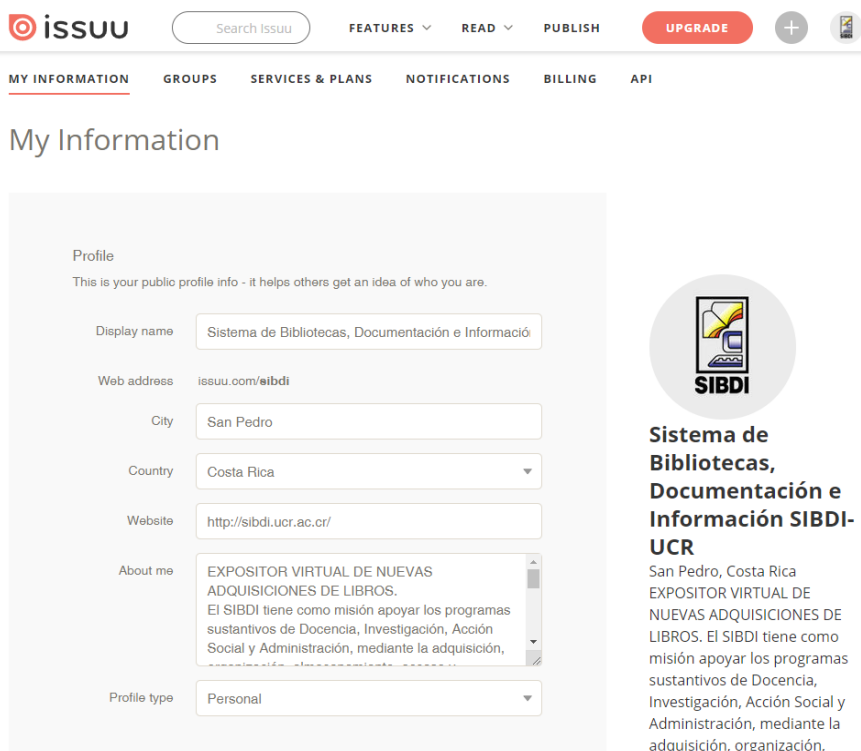 issuu
Search Issuu
FEATURES
READ
PUBLISH
UPGRADE
MY INFORMATION
GROUPS
SERVICES & PLANS
NOTIFICATIONS
BILLING
API
My Information
Profile
This is your public profile info - it helps others get an idea of who you are.
Display name
Sistema de Bibliotecas, Documentación e Informació
Web address
issuu.com/sibdi
City
San Pedro
Country
Costa Rica
Website
http://sibdi.ucr.ac.cr/
About me
EXPOSITOR VIRTUAL DE NUEVAS
ADQUISICIONES DE LIBROS.
El SIBDI tiene como misión apoyar los programas
sustantivos de Docencia, Investigación, Acción
Social y Administración, mediante la adquisición,
Profile type
Personal
SIBDI
Sistema de
Bibliotecas,
Documentación e
Información SIBDI-
UCR
San Pedro, Costa Rica
EXPOSITOR VIRTUAL DE
NUEVAS ADQUISICIONES DE
LIBROS. El SIBDI tiene como
misión apoyar los programas
sustantivos de Docencia,
Investigación, Acción Social y
Administración, mediante la
adquisición, organización,